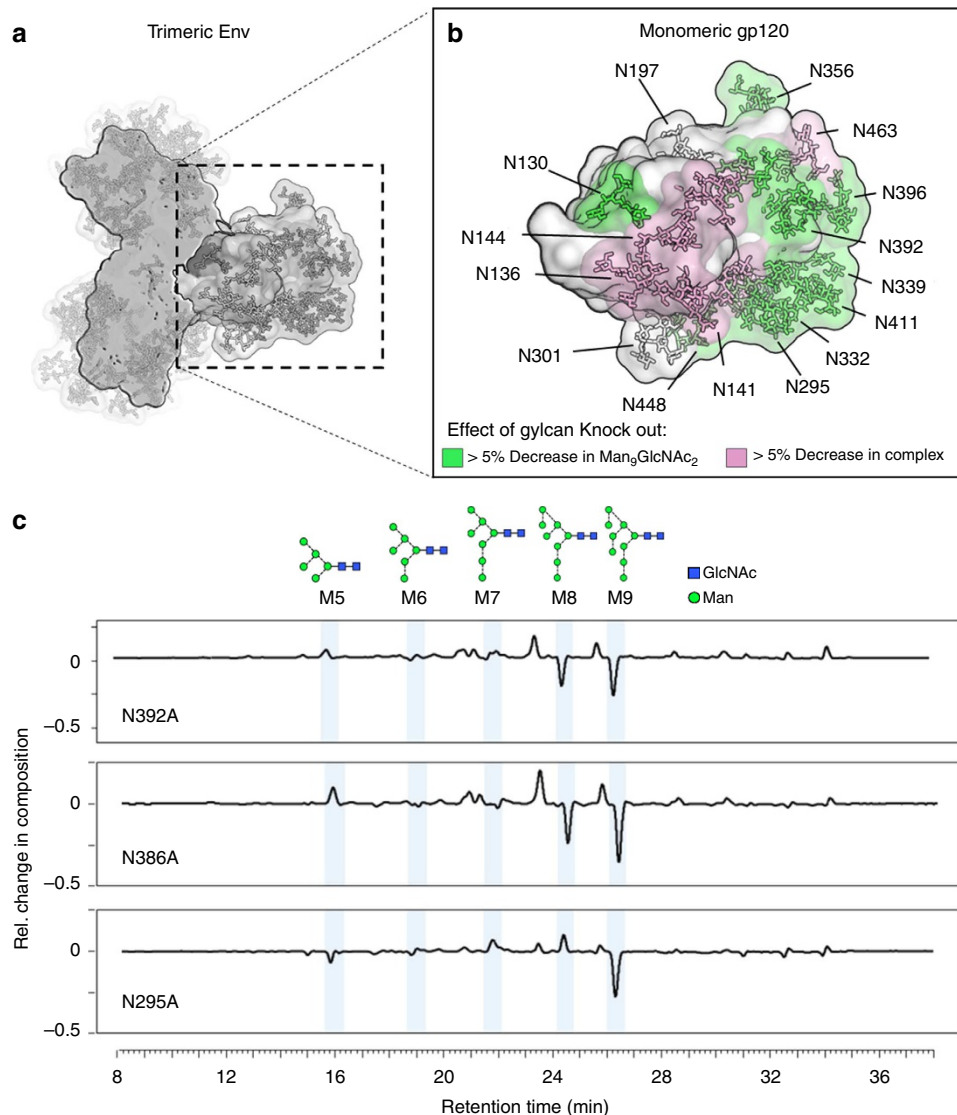 a
Trimeric Env
b
Monomeric gp120
N197
N356
N463
N130
N396
N144
N392
N136
N339
N411
N301
N332
N448
N141
N295
Effect of gylcan Knock out:
> 5% Decrease in Man₉GlcNAc₂
> 5% Decrease in complex
c
M5
M6
M7
M8
M9
GlcNAc
Man
Rel. change in composition
0
−0.5
N392A
0
−0.5
N386A
0
−0.5
N295A
8 12 16 20 24 28 32 36
Retention time (min)